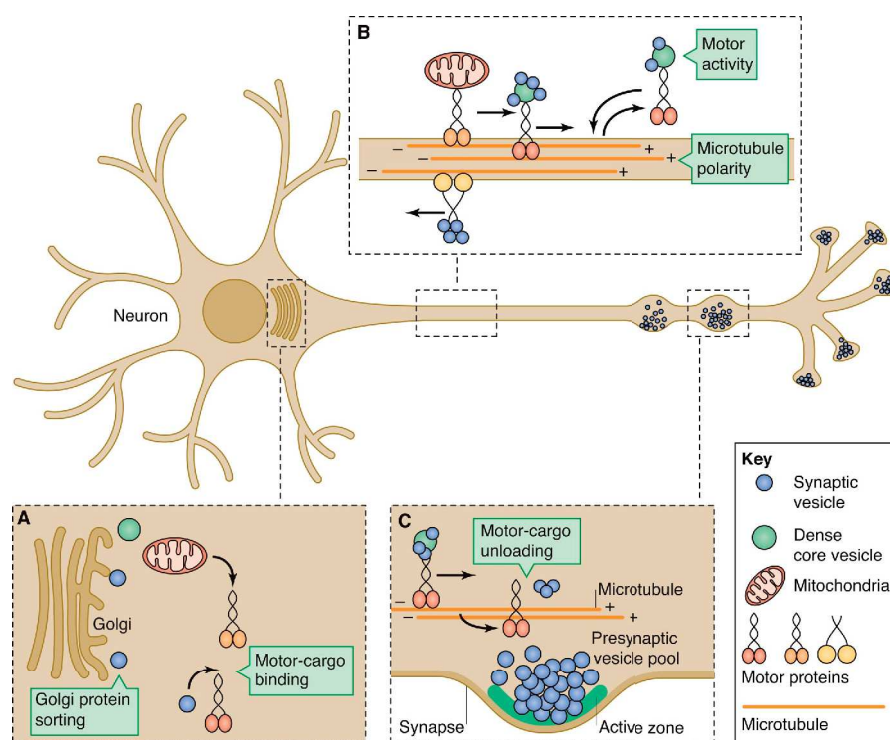 B
Motor
activity
− +
− +
− +
Microtubule
polarity
Neuron
A
Golgi
Golgi protein
sorting
Motor-cargo
binding
C
Motor-cargo
unloading
Microtubule
− +
− +
Presynaptic
vesicle pool
Synapse
Active zone
Key
Synaptic
vesicle
Dense
core vesicle
Mitochondria
Motor proteins
Microtubule